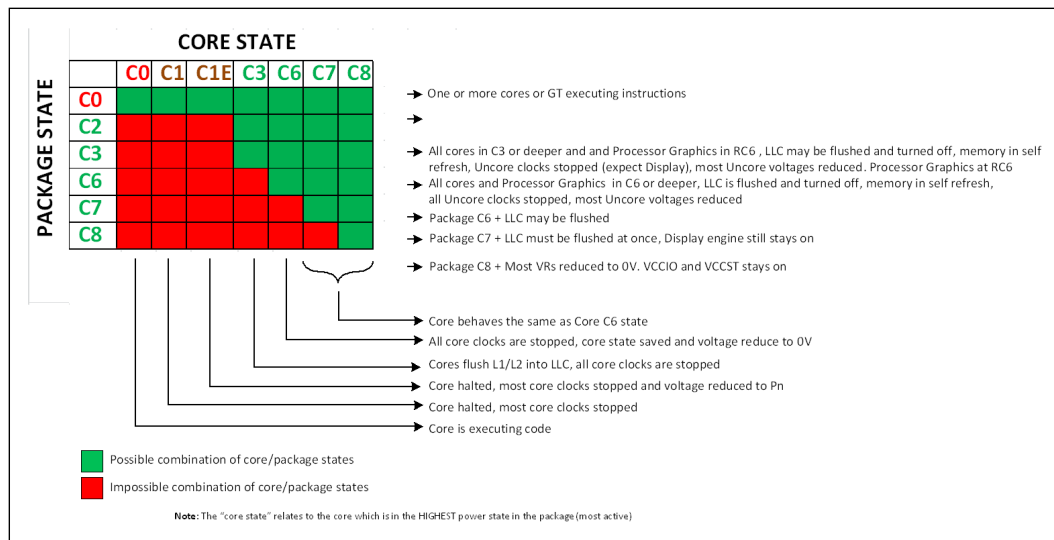 CORE STATE
PACKAGE STATE
C0 C1 C1E C3 C6 C7 C8
C0
C2
C3
C6
C7
C8
One or more cores or GT executing instructions
All cores in C3 or deeper and and Processor Graphics in RC6 , LLC may be flushed and turned off, memory in self
refresh, Uncore clocks stopped (expect Display), most Uncore voltages reduced. Processor Graphics at RC6
All cores and Processor Graphics in C6 or deeper, LLC is flushed and turned off, memory in self refresh,
all Uncore clocks stopped, most Uncore voltages reduced
Package C6 + LLC may be flushed
Package C7 + LLC must be flushed at once, Display engine still stays on
Package C8 + Most VRs reduced to 0V. VCCIO and VCCST stays on
Core behaves the same as Core C6 state
All core clocks are stopped, core state saved and voltage reduce to 0V
Cores flush L1/L2 into LLC, all core clocks are stopped
Core halted, most core clocks stopped and voltage reduced to Pn
Core halted, most core clocks stopped
Core is executing code
Possible combination of core/package states
Impossible combination of core/package states
Note: The "core state" relates to the core which is in the HIGHEST power state in the package (most active)